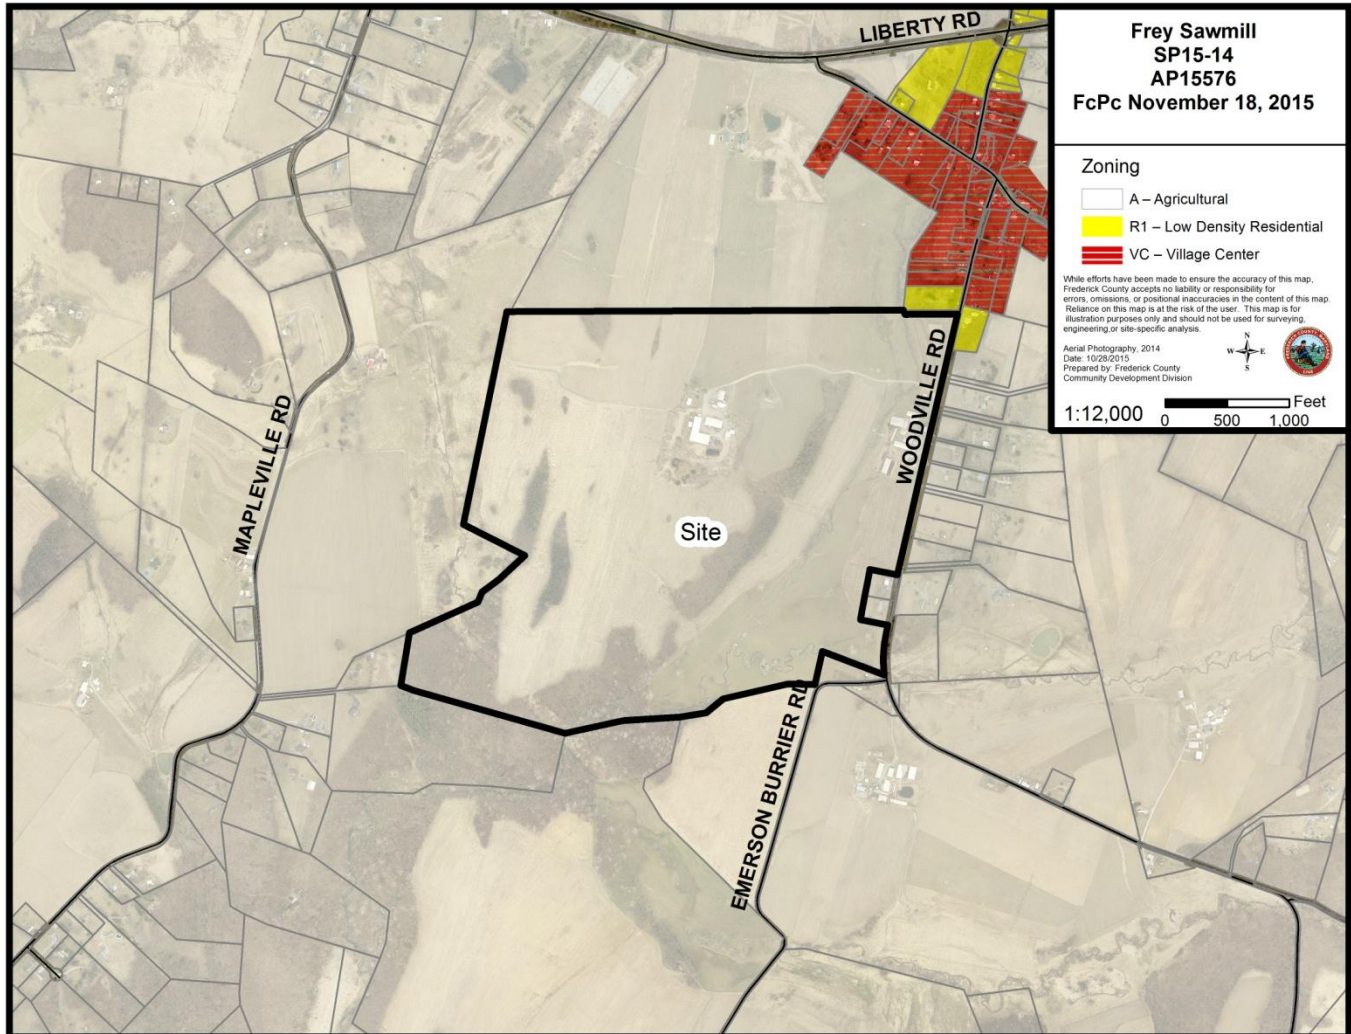 LIBERTY RD
Frey Sawmill
SP15-14
AP15576
FcPc November 18, 2015
Zoning
A – Agricultural
R1 – Low Density Residential
VC – Village Center
While efforts have been made to ensure the accuracy of this map,
Frederick County accepts no liability or responsibility for
errors, omissions, or positional inaccuracies in the content of this map.
Reliance on this map is at the risk of the user. This map is for
illustration purposes only and should not be used for surveying,
engineering,or site-specific analysis.
Aerial Photography, 2014
Date: 10/28/2015
Prepared by: Frederick County
Community Development Division
N
W E
S
1:12,000
Feet
0 500 1,000
MAPLEVILLE RD
WOODVILLE RD
Site
EMERSON BURRIER RD